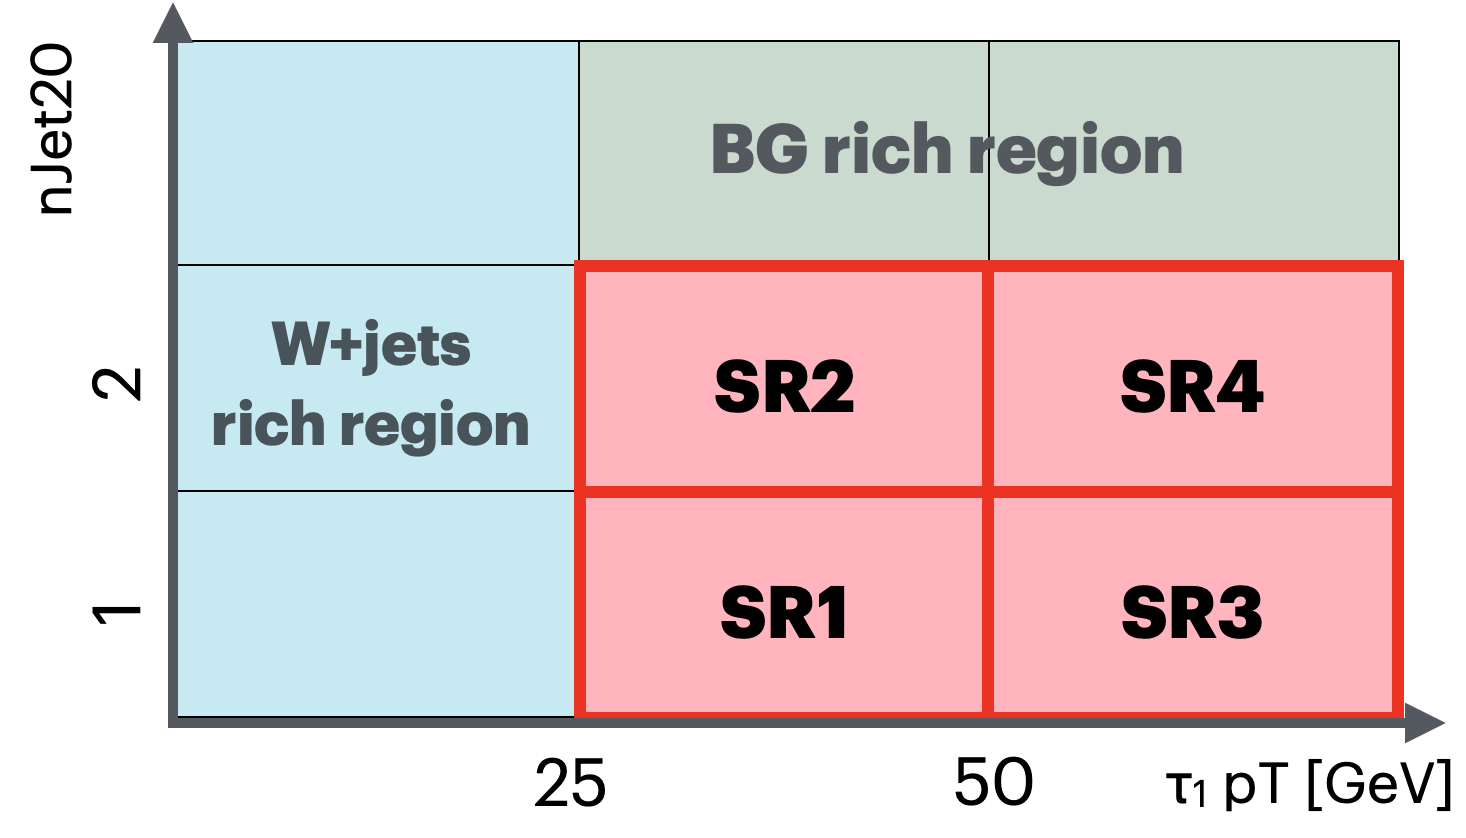 nJet20
BG rich region
2
W+jets
rich region
SR2
SR4
1
SR1
SR3
25
50
τ₁ pT [GeV]